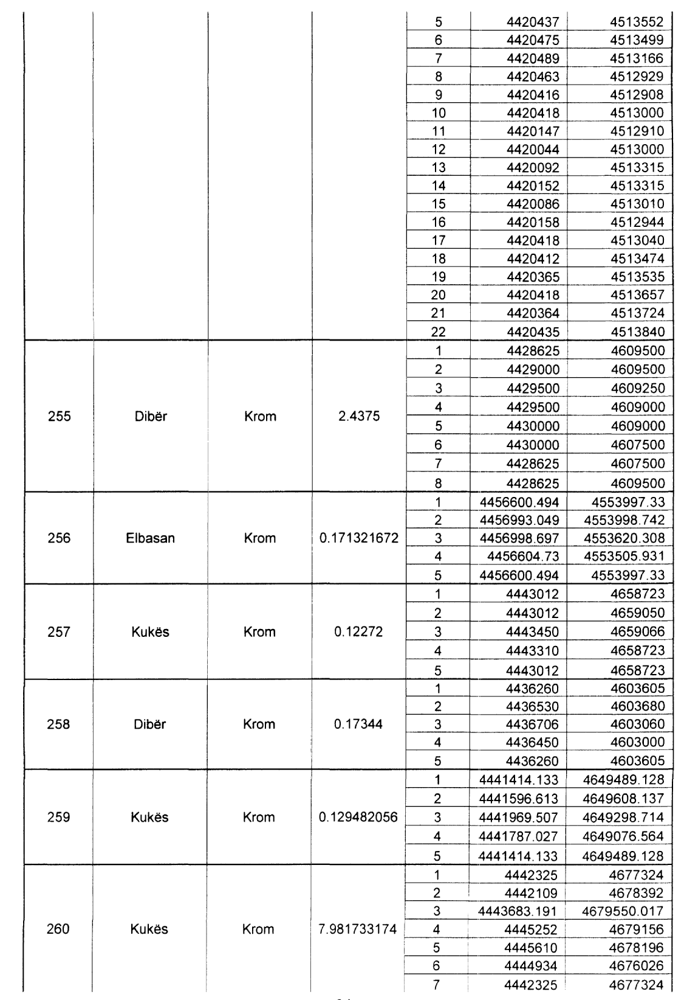 5 4420437 4513552
6 4420475 4513499
7 4420489 4513166
8 4420463 4512929
9 4420416 4512908
10 4420418 4513000
11 4420147 4512910
12 4420044 4513000
13 4420092 4513315
14 4420152 4513315
15 4420086 4513010
16 4420158 4512944
17 4420418 4513040
18 4420412 4513474
19 4420365 4513535
20 4420418 4513657
21 4420364 4513724
22 4420435 4513840
255 Dibër Krom 2.4375
1 4428625 4609500
2 4429000 4609500
3 4429500 4609250
4 4429500 4609000
5 4430000 4609000
6 4430000 4607500
7 4428625 4607500
8 4428625 4609500
256 Elbasan Krom 0.171321672
1 4456600.494 4553997.33
2 4456993.049 4553998.742
3 4456998.697 4553620.308
4 4456604.73 4553505.931
5 4456600.494 4553997.33
257 Kukës Krom 0.12272
1 4443012 4658723
2 4443012 4659050
3 4443450 4659066
4 4443310 4658723
5 4443012 4658723
258 Dibër Krom 0.17344
1 4436260 4603605
2 4436530 4603680
3 4436706 4603060
4 4436450 4603000
5 4436260 4603605
259 Kukës Krom 0.129482056
1 4441414.133 4649489.128
2 4441596.613 4649608.137
3 4441969.507 4649298.714
4 4441787.027 4649076.564
5 4441414.133 4649489.128
260 Kukës Krom 7.981733174
1 4442325 4677324
2 4442109 4678392
3 4443683.191 4679550.017
4 4445252 4679156
5 4445610 4678196
6 4444934 4676026
7 4442325 4677324